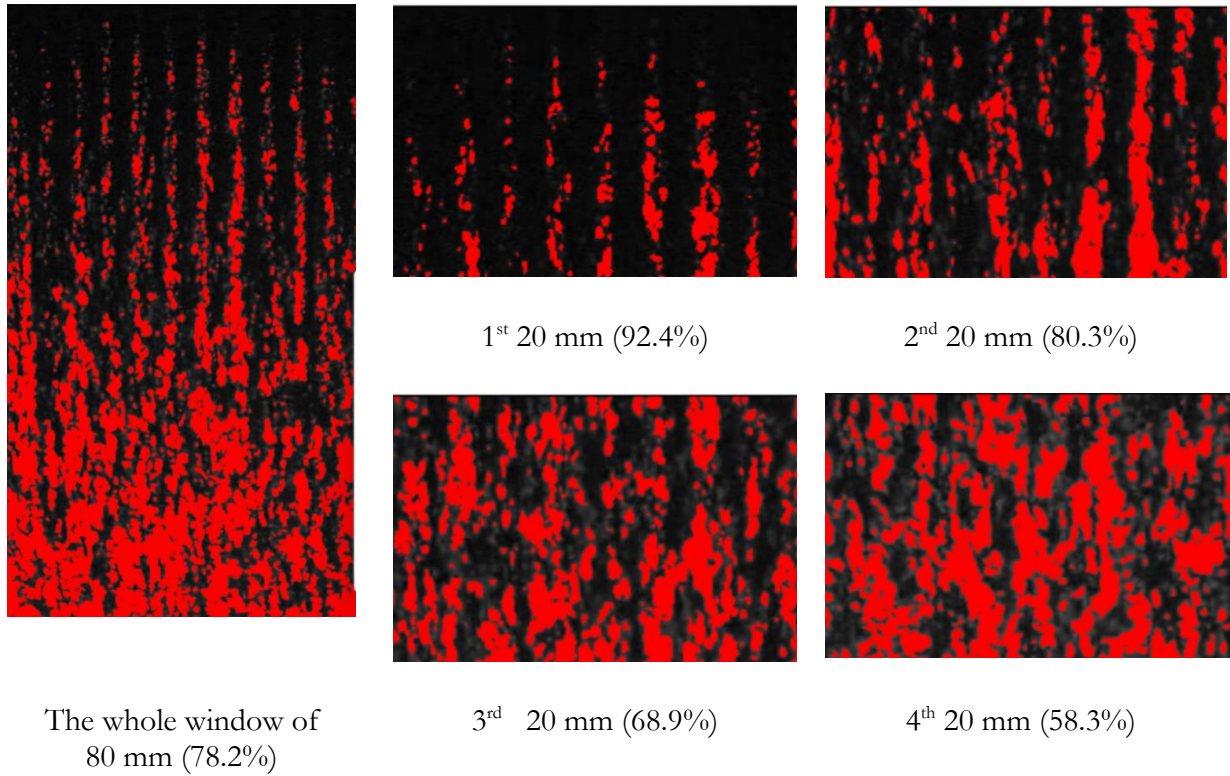 1st 20 mm (92.4%)
2nd 20 mm (80.3%)
The whole window of
80 mm (78.2%)
3rd 20 mm (68.9%)
4th 20 mm (58.3%)